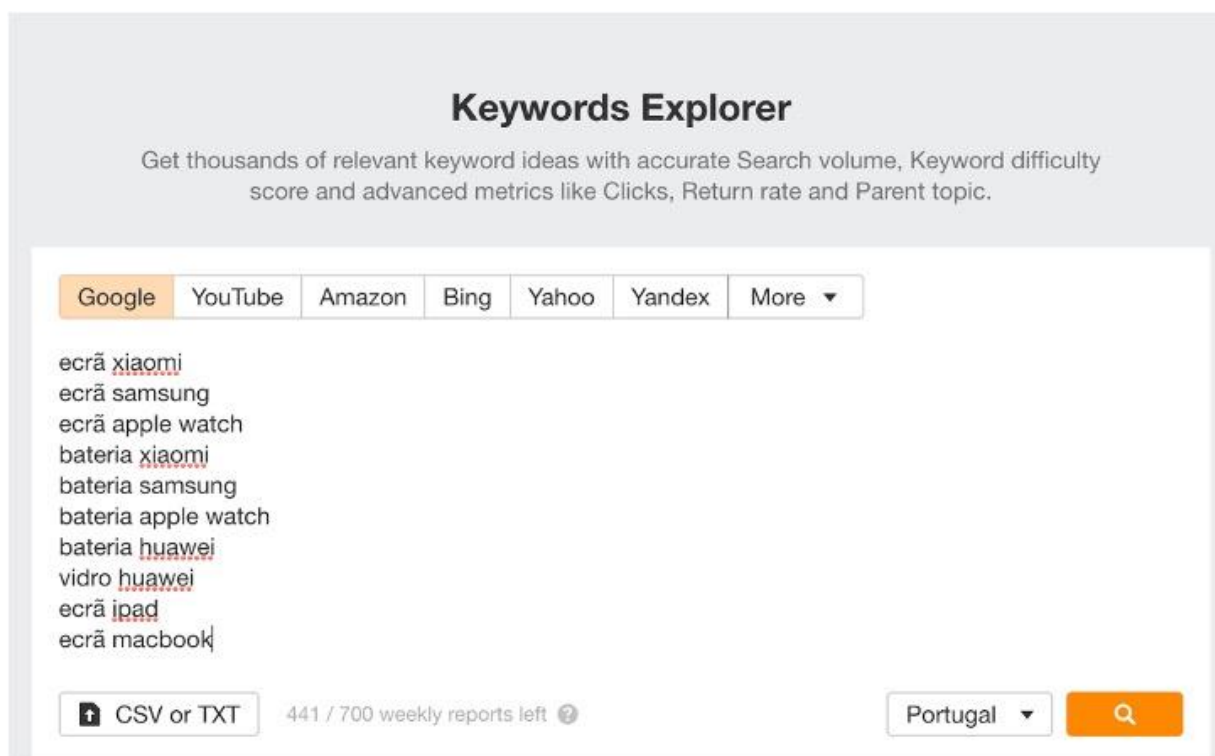 Keywords Explorer
Get thousands of relevant keyword ideas with accurate Search volume, Keyword difficulty
score and advanced metrics like Clicks, Return rate and Parent topic.
Google YouTube Amazon Bing Yahoo Yandex More
ecrã xiaomi
ecrã samsung
ecrã apple watch
bateria xiaomi
bateria samsung
bateria apple watch
bateria huawei
vidro huawei
ecrã ipad
ecrã macbook
CSV or TXT 441 / 700 weekly reports left ? Portugal